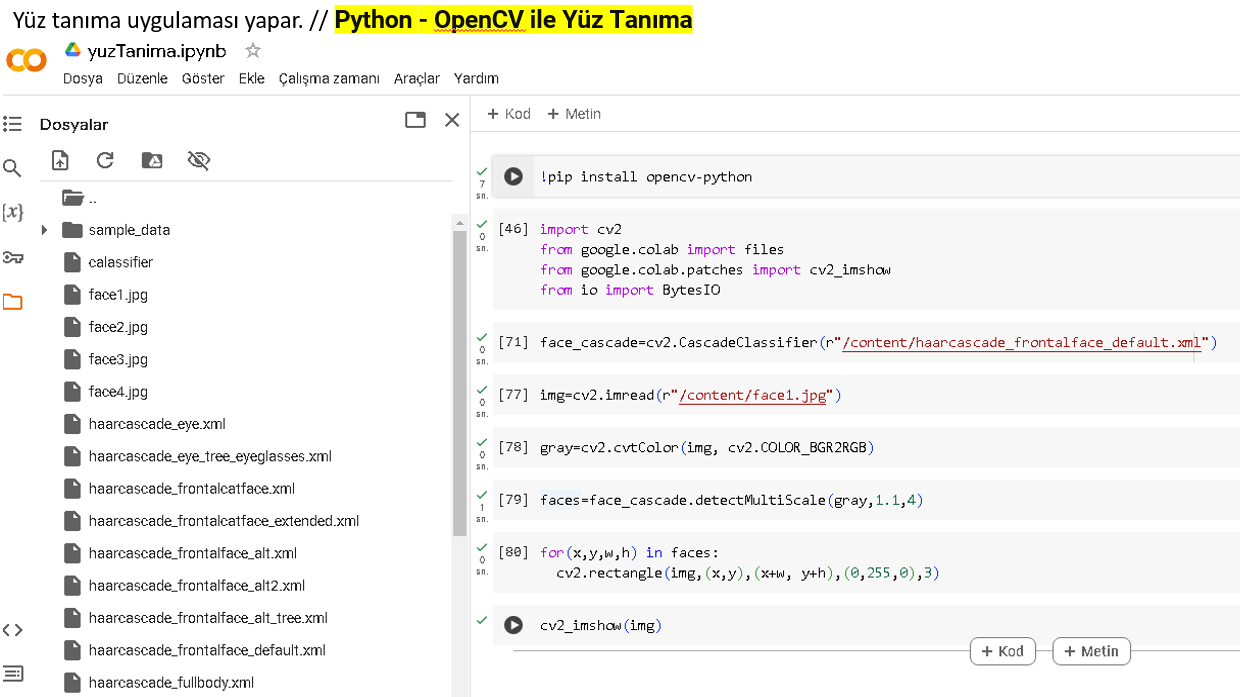 Yüz tanıma uygulaması yapar. // Python - OpenCV ile Yüz Tanıma
yuzTanima.ipynb
Dosya Düzenle Göster Ekle Çalışma zamanı Araçlar Yardım
Dosyalar
..
sample_data
calassifier
face1.jpg
face2.jpg
face3.jpg
face4.jpg
haarcascade_eye.xml
haarcascade_eye_tree_eyeglasses.xml
haarcascade_frontalcatface.xml
haarcascade_frontalcatface_extended.xml
haarcascade_frontalface_alt.xml
haarcascade_frontalface_alt2.xml
haarcascade_frontalface_alt_tree.xml
haarcascade_frontalface_default.xml
haarcascade_fullbody.xml
+ Kod + Metin
7 sn.
!pip install opencv-python
0 sn.
[46] import cv2
from google.colab import files
from google.colab.patches import cv2_imshow
from io import BytesIO
0 sn.
[71] face_cascade=cv2.CascadeClassifier(r"/content/haarcascade_frontalface_default.xml")
0 sn.
[77] img=cv2.imread(r"/content/face1.jpg")
0 sn.
[78] gray=cv2.cvtColor(img, cv2.COLOR_BGR2RGB)
1 sn.
[79] faces=face_cascade.detectMultiScale(gray,1.1,4)
0 sn.
[80] for(x,y,w,h) in faces:
cv2.rectangle(img,(x,y),(x+w, y+h),(0,255,0),3)
cv2_imshow(img)
+ Kod + Metin